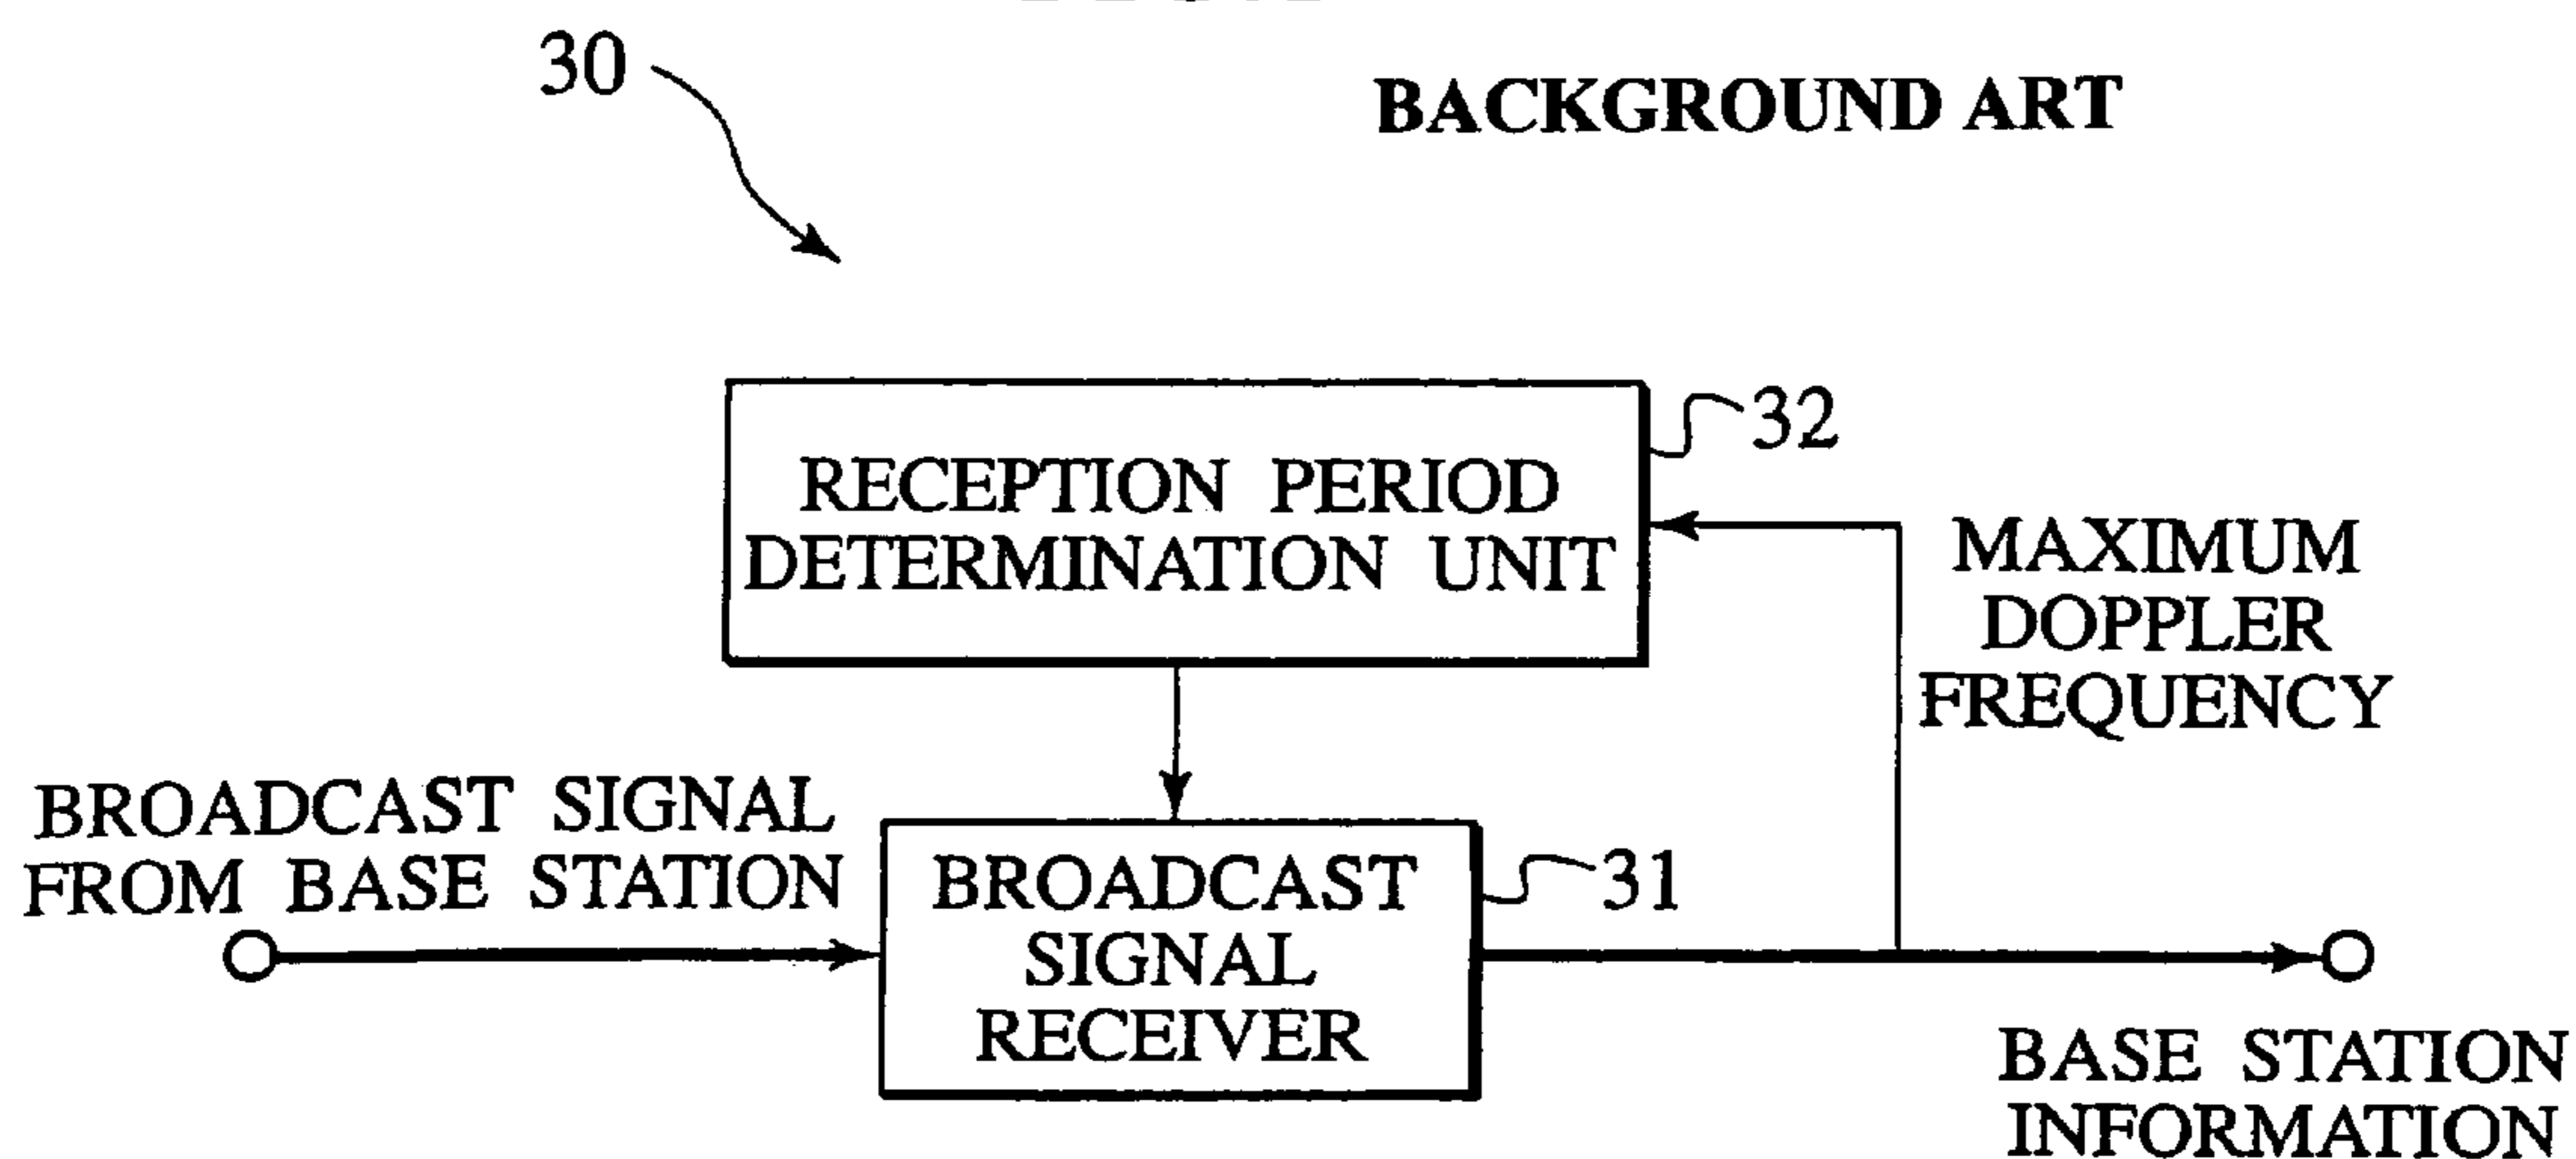 30
BACKGROUND ART
32
RECEPTION PERIOD
DETERMINATION UNIT
MAXIMUM
DOPPLER
FREQUENCY
BROADCAST SIGNAL
FROM BASE STATION
31
BROADCAST
SIGNAL
RECEIVER
BASE STATION
INFORMATION